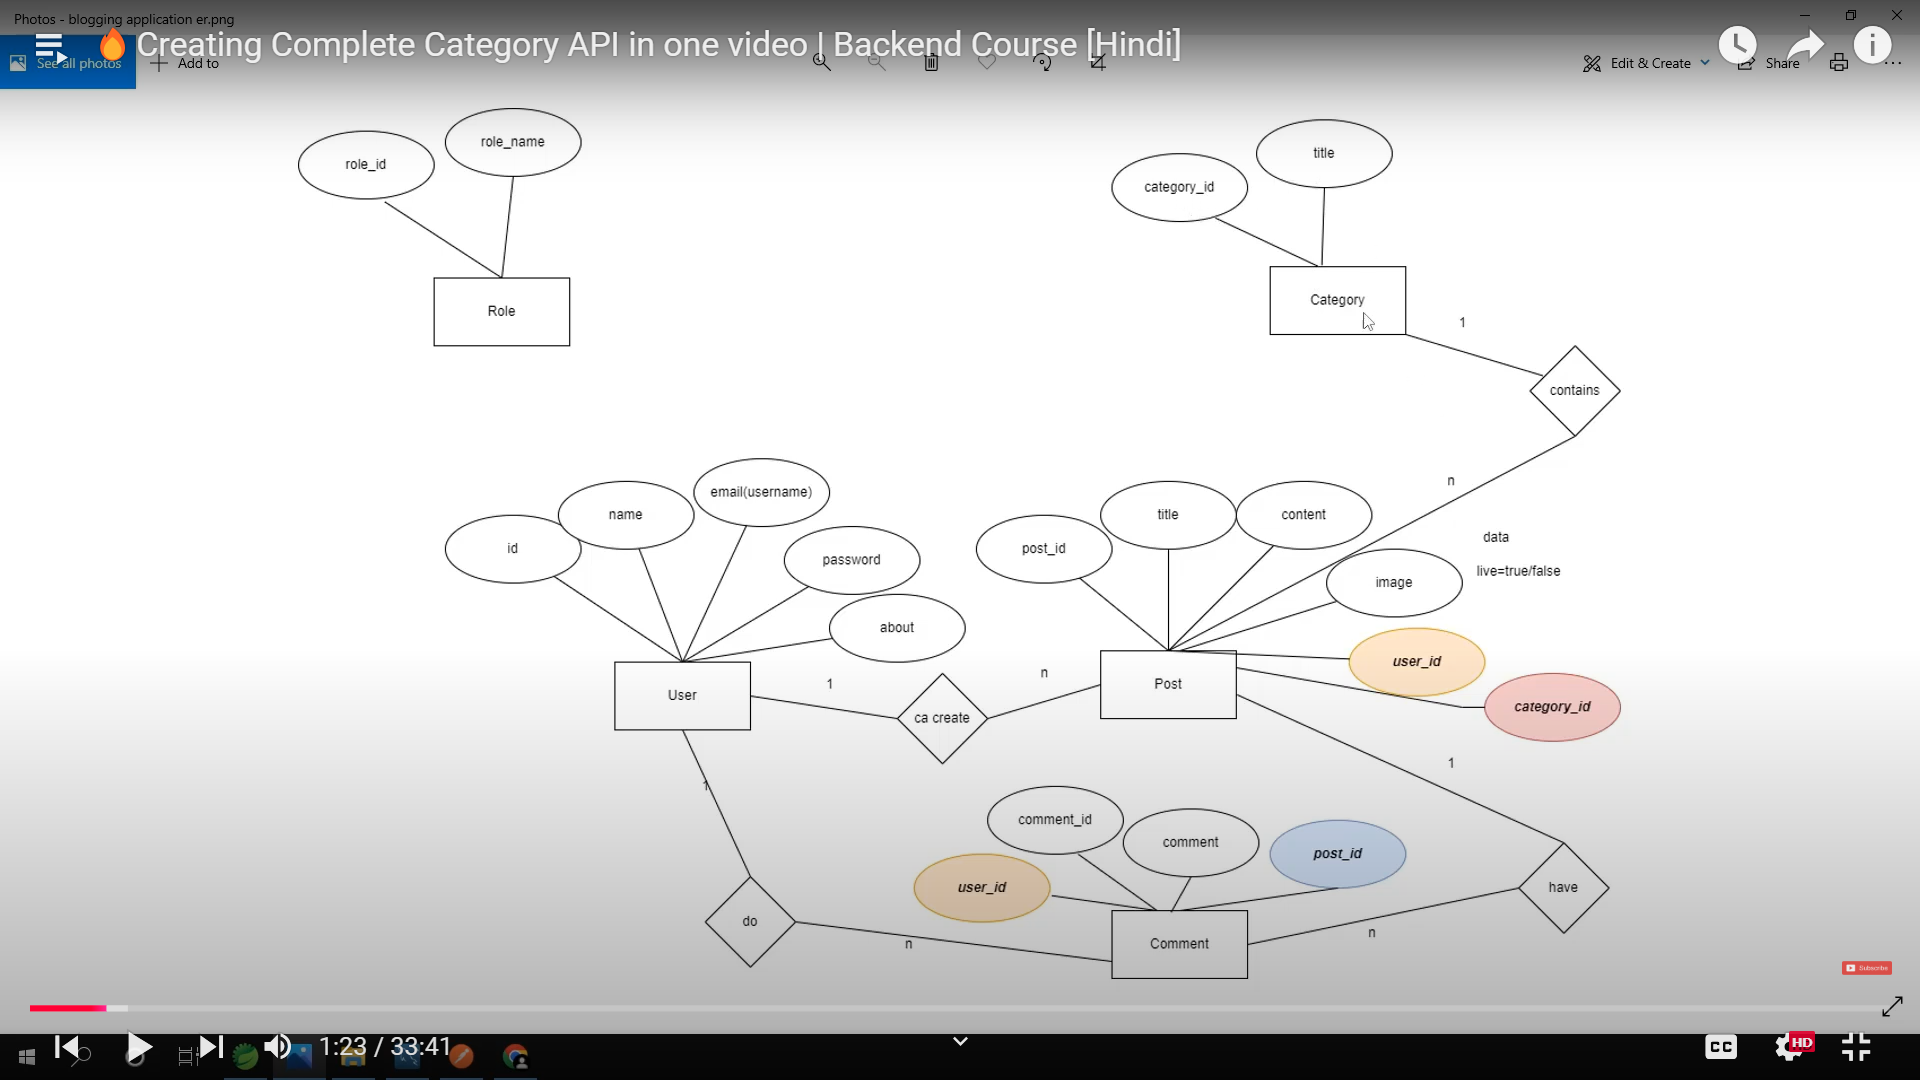 Photos - blogging application er.png
🔥Creating Complete Category API in one video | Backend Course [Hindi]
See all photos
Add to
Edit & Create
Share
role_id
role_name
Role
category_id
title
Category
1
contains
n
id
name
email(username)
password
about
User
1
ca create
n
post_id
title
content
image
data
live=true/false
user_id
category_id
Post
1
1
comment_id
comment
post_id
user_id
do
n
Comment
n
have
Subscribe
1:23 / 33:41
CC
HD